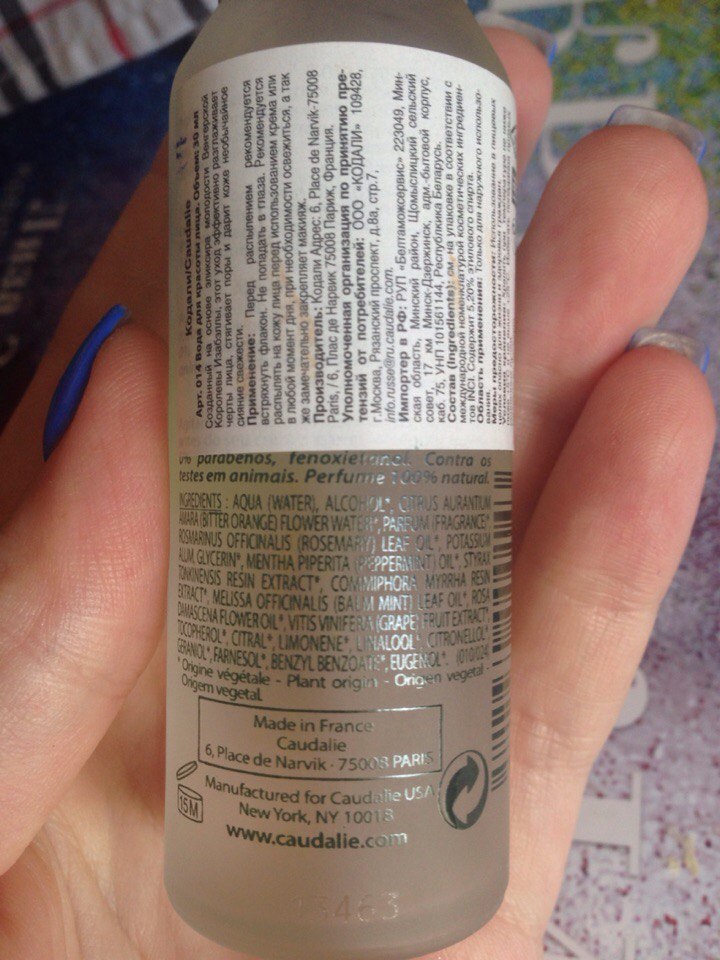 Кодали/Caudalie
Арт. 014 Вода для красоты лица. Объем: 30 мл
Созданный на основе эликсира молодости Венгерской
Королевы Изабэллы, этот уход эффективно разглаживает
черты лица, стягивает поры и дарит коже необычайное
сияние свежести.
Применение: Перед распылением рекомендуется
встряхнуть флакон. Не попадать в глаза. Рекомендуется
распылять на кожу лица перед использованием крема или
в любой момент дня, при необходимости освежиться, а так
же замечательно закрепляет макияж.
Производитель: Кодали Адрес: 6, Place de Narvik-75008
Paris, / 6, Плас де Нарвик 75008 Париж, Франция.
Уполномоченная организация по принятию пре-
тензий от потребителей: ООО «КОДАЛИ» 109428,
г.Москва, Рязанский проспект, д.8а, стр.7,
info.russie@ru.caudalie.com.
Импортер в РФ: РУП «Белтаможсервис» 223049, Мин-
ская область, Минский район, Щомыслицкий сельский
совет, 17 км Минск-Дзержинск, адм.-бытовой корпус,
каб. 75, УНП 101561144, Республика Беларусь.
Состав (Ingredients): см. на упаковке в соответствии с
международной номенклатурой косметических ингредиен-
тов INCI. Содержит 5,20% этилового спирта.
Область применения: Только для наружного использо-
вания.
Меры предосторожности: Использование в пищевых
0% parabenos, fenoxietanol. Contra os
testes em animais. Perfume 100% natural.
INGREDIENTS : AQUA (WATER), ALCOHOL*, CITRUS AURANTIUM
AMARA (BITTER ORANGE) FLOWER WATER*, PARFUM (FRAGRANCE)*,
ROSMARINUS OFFICINALIS (ROSEMARY) LEAF OIL*, POTASSIUM
ALUM, GLYCERIN*, MENTHA PIPERITA (PEPPERMINT) OIL*, STYRAX
TONKINENSIS RESIN EXTRACT*, COMMIPHORA MYRRHA RESIN
EXTRACT*, MELISSA OFFICINALIS (BALM MINT) LEAF OIL*, ROSA
DAMASCENA FLOWER OIL*, VITIS VINIFERA (GRAPE) FRUIT EXTRACT*,
TOCOPHEROL*, CITRAL*, LIMONENE*, LINALOOL*, CITRONELLOL*,
GERANIOL*, FARNESOL*, BENZYL BENZOATE*, EUGENOL*. (010/024)
* Origine végétale - Plant origin - Origen vegetal -
Origem vegetal.
Made in France
Caudalie
6, Place de Narvik · 75008 PARIS
15M
Manufactured for Caudalie USA
New York, NY 10018
www.caudalie.com